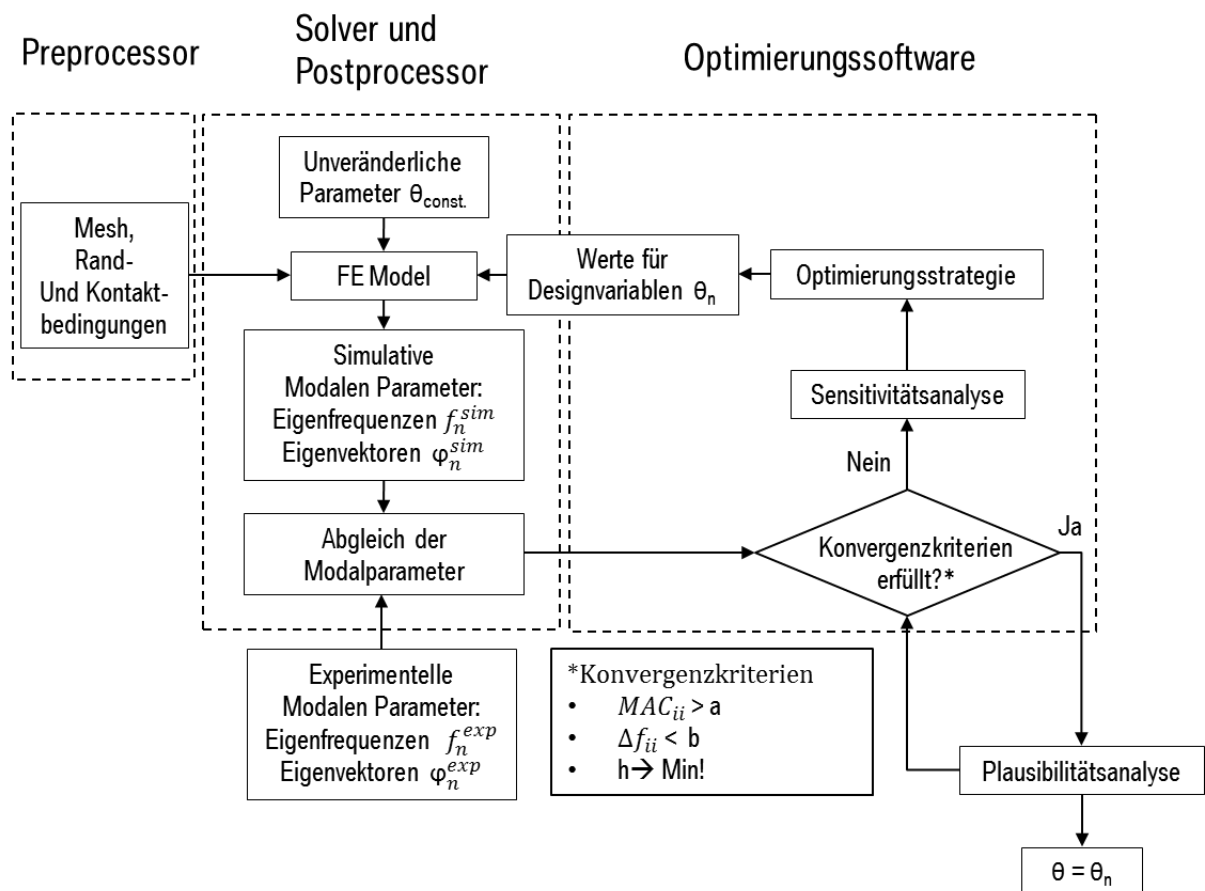 Preprocessor
Solver und
Postprocessor
Optimierungssoftware
Unveränderliche
Parameter θconst.
Mesh,
Rand-
Und Kontakt-
bedingungen
FE Model
Werte für
Designvariablen θn
Optimierungsstrategie
Simulative
Modalen Parameter:
Eigenfrequenzen f_n^sim
Eigenvektoren φ_n^sim
Sensitivitätsanalyse
Nein
Abgleich der
Modalparameter
Konvergenzkriterien
erfüllt?*
Ja
Experimentelle
Modalen Parameter:
Eigenfrequenzen f_n^exp
Eigenvektoren φ_n^exp
*Konvergenzkriterien
• MAC_ii > a
• Δf_ii < b
• h→ Min!
Plausibilitätsanalyse
θ = θn